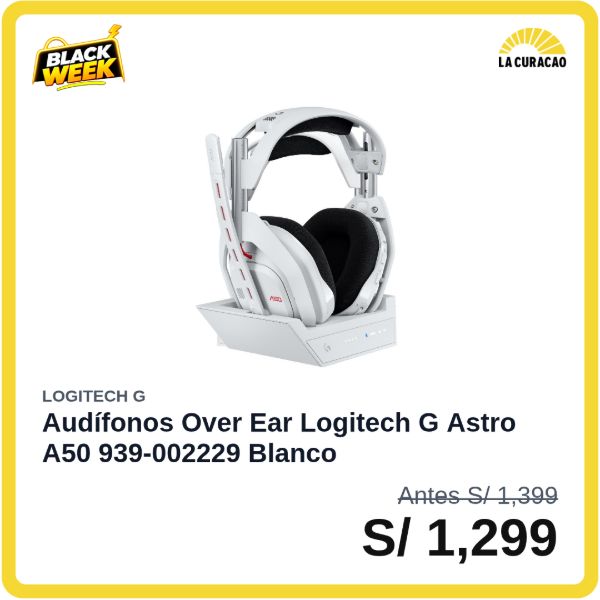 BLACK
WEEK
LA CURACAO
A50
LOGITECH G
Audífonos Over Ear Logitech G Astro
A50 939-002229 Blanco
Antes S/ 1,399
S/ 1,299